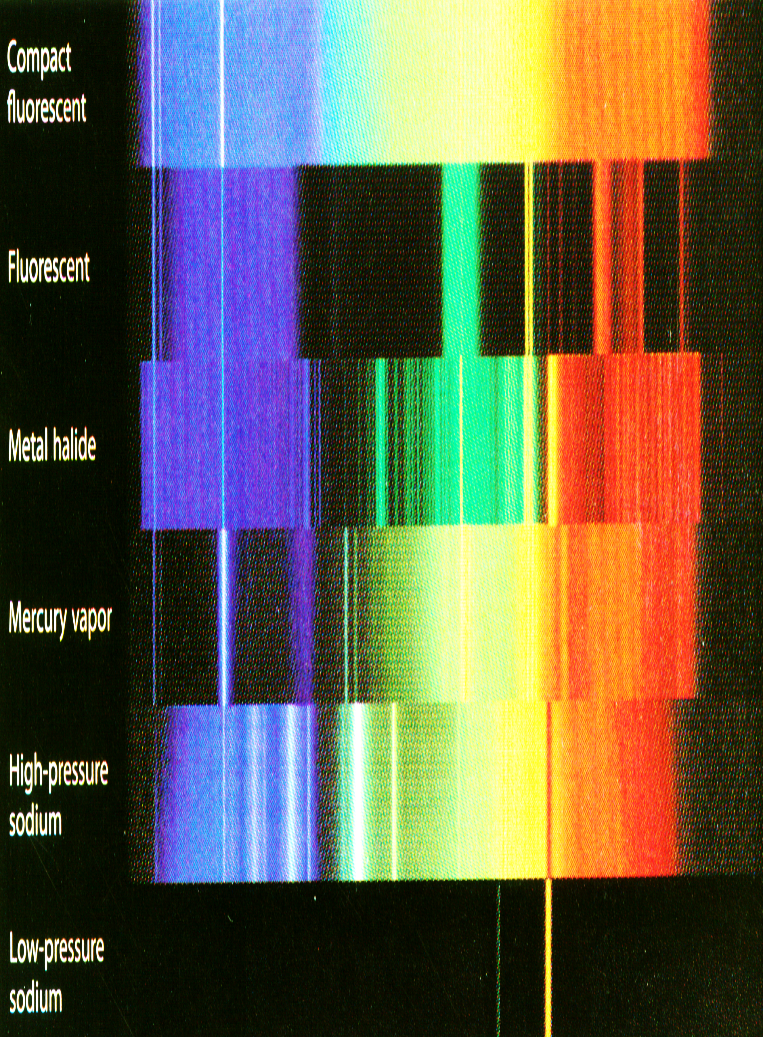 Compact
fluorescent
Fluorescent
Metal halide
Mercury vapor
High-pressure
sodium
Low-pressure
sodium